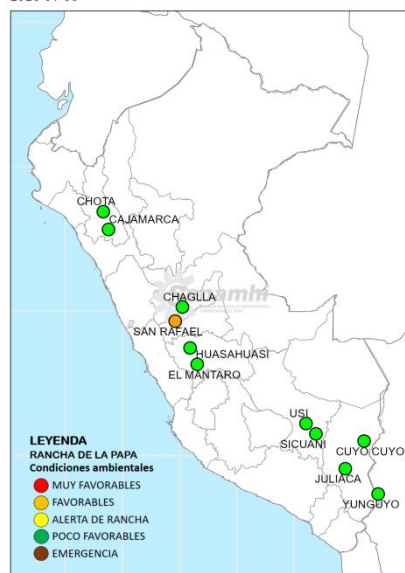 CHOTA
CAJAMARCA
CHAGLLA
Senamhi
SAN RAFAEL
HUASAHUASI
EL MANTARO
USI
SICUANI
CUYO CUYO
JULIACA
YUNGUYO
LEYENDA
RANCHA DE LA PAPA
Condiciones ambientales
MUY FAVORABLES
FAVORABLES
ALERTA DE RANCHA
POCO FAVORABLES
EMERGENCIA